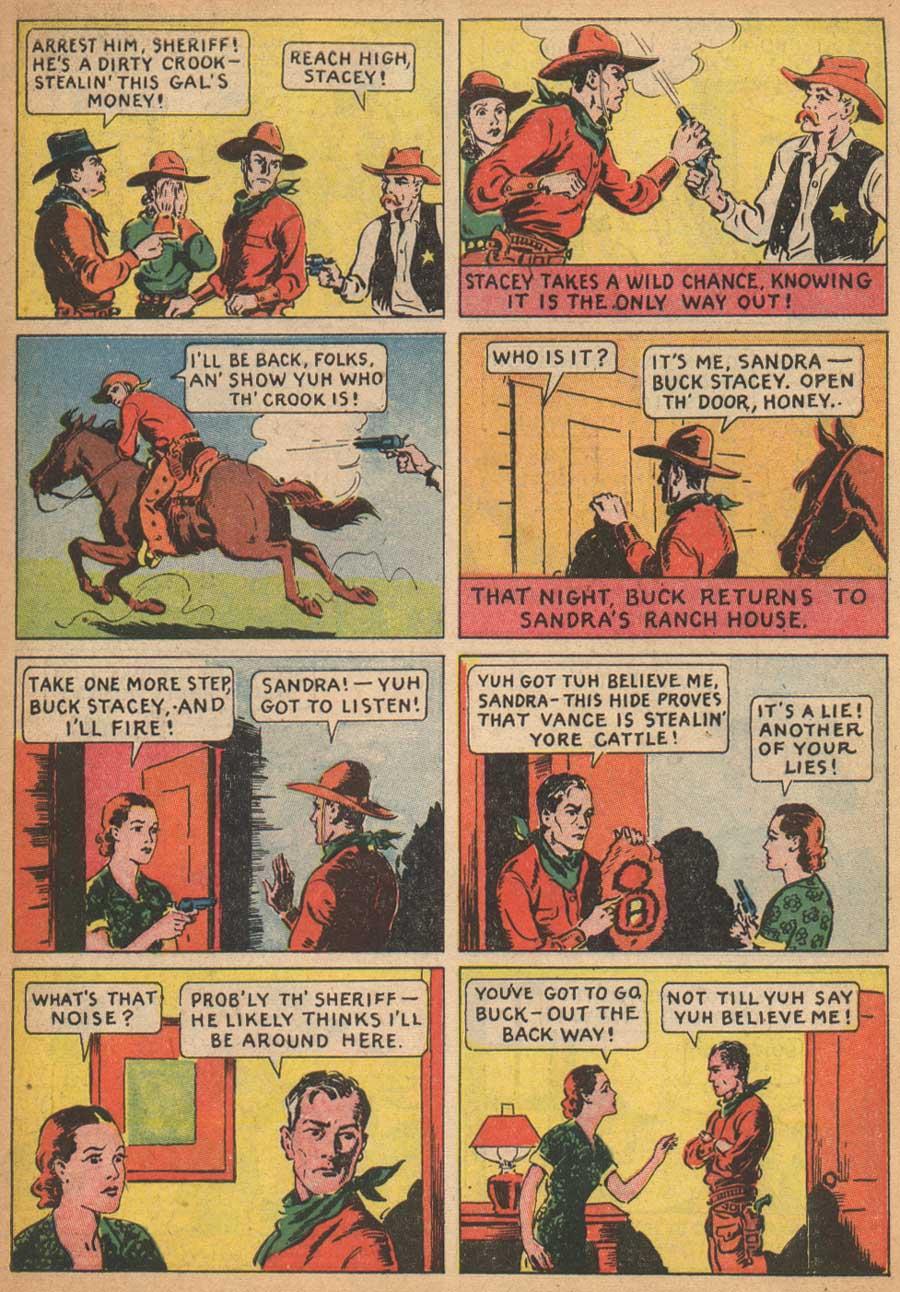 ARREST HIM, SHERIFF!
HE'S A DIRTY CROOK—
STEALIN' THIS GAL'S
MONEY!
REACH HIGH,
STACEY!
STACEY TAKES A WILD CHANCE, KNOWING
IT IS THE ONLY WAY OUT!
I'LL BE BACK, FOLKS,
AN' SHOW YUH WHO
TH' CROOK IS!
WHO IS IT?
IT'S ME, SANDRA—
BUCK STACEY. OPEN
TH' DOOR, HONEY..
THAT NIGHT, BUCK RETURNS TO
SANDRA'S RANCH HOUSE.
TAKE ONE MORE STEP,
BUCK STACEY, AND
I'LL FIRE!
SANDRA!—YUH
GOT TO LISTEN!
YUH GOT TUH BELIEVE ME,
SANDRA—THIS HIDE PROVES
THAT VANCE IS STEALIN'
YORE CATTLE!
IT'S A LIE!
ANOTHER
OF YOUR
LIES!
WHAT'S THAT
NOISE?
PROB'LY TH' SHERIFF—
HE LIKELY THINKS I'LL
BE AROUND HERE.
YOU'VE GOT TO GO,
BUCK—OUT THE
BACK WAY!
NOT TILL YUH SAY
YUH BELIEVE ME!